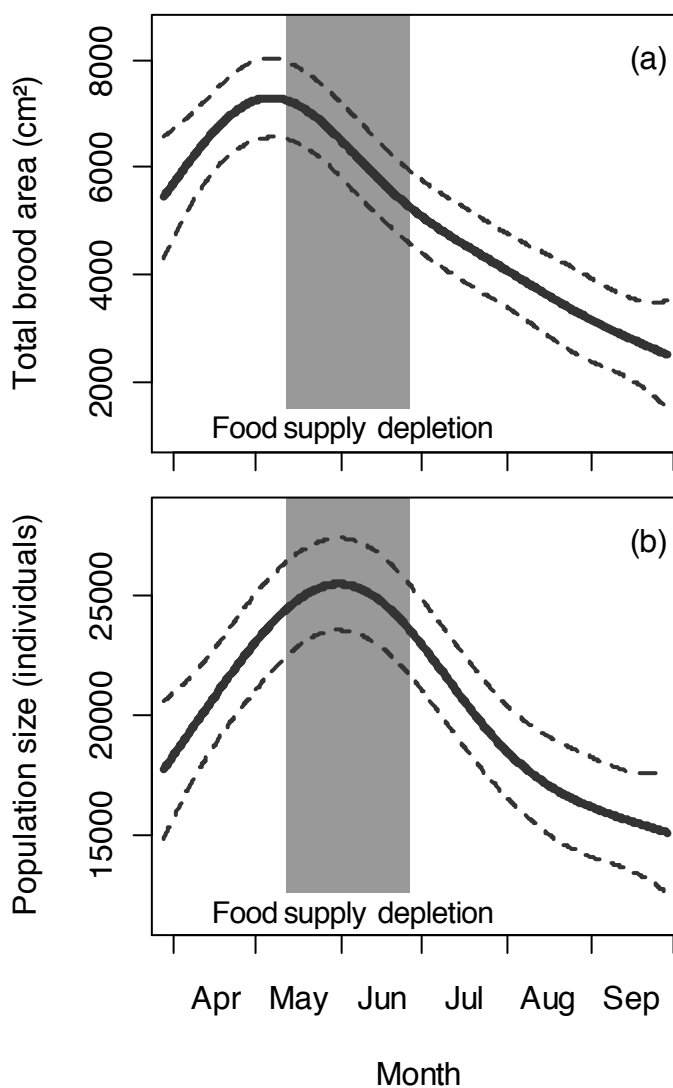 (a)
Total brood area (cm²)
8000
6000
4000
2000
Food supply depletion
(b)
Population size (individuals)
25000
20000
15000
Food supply depletion
Apr May Jun Jul Aug Sep
Month